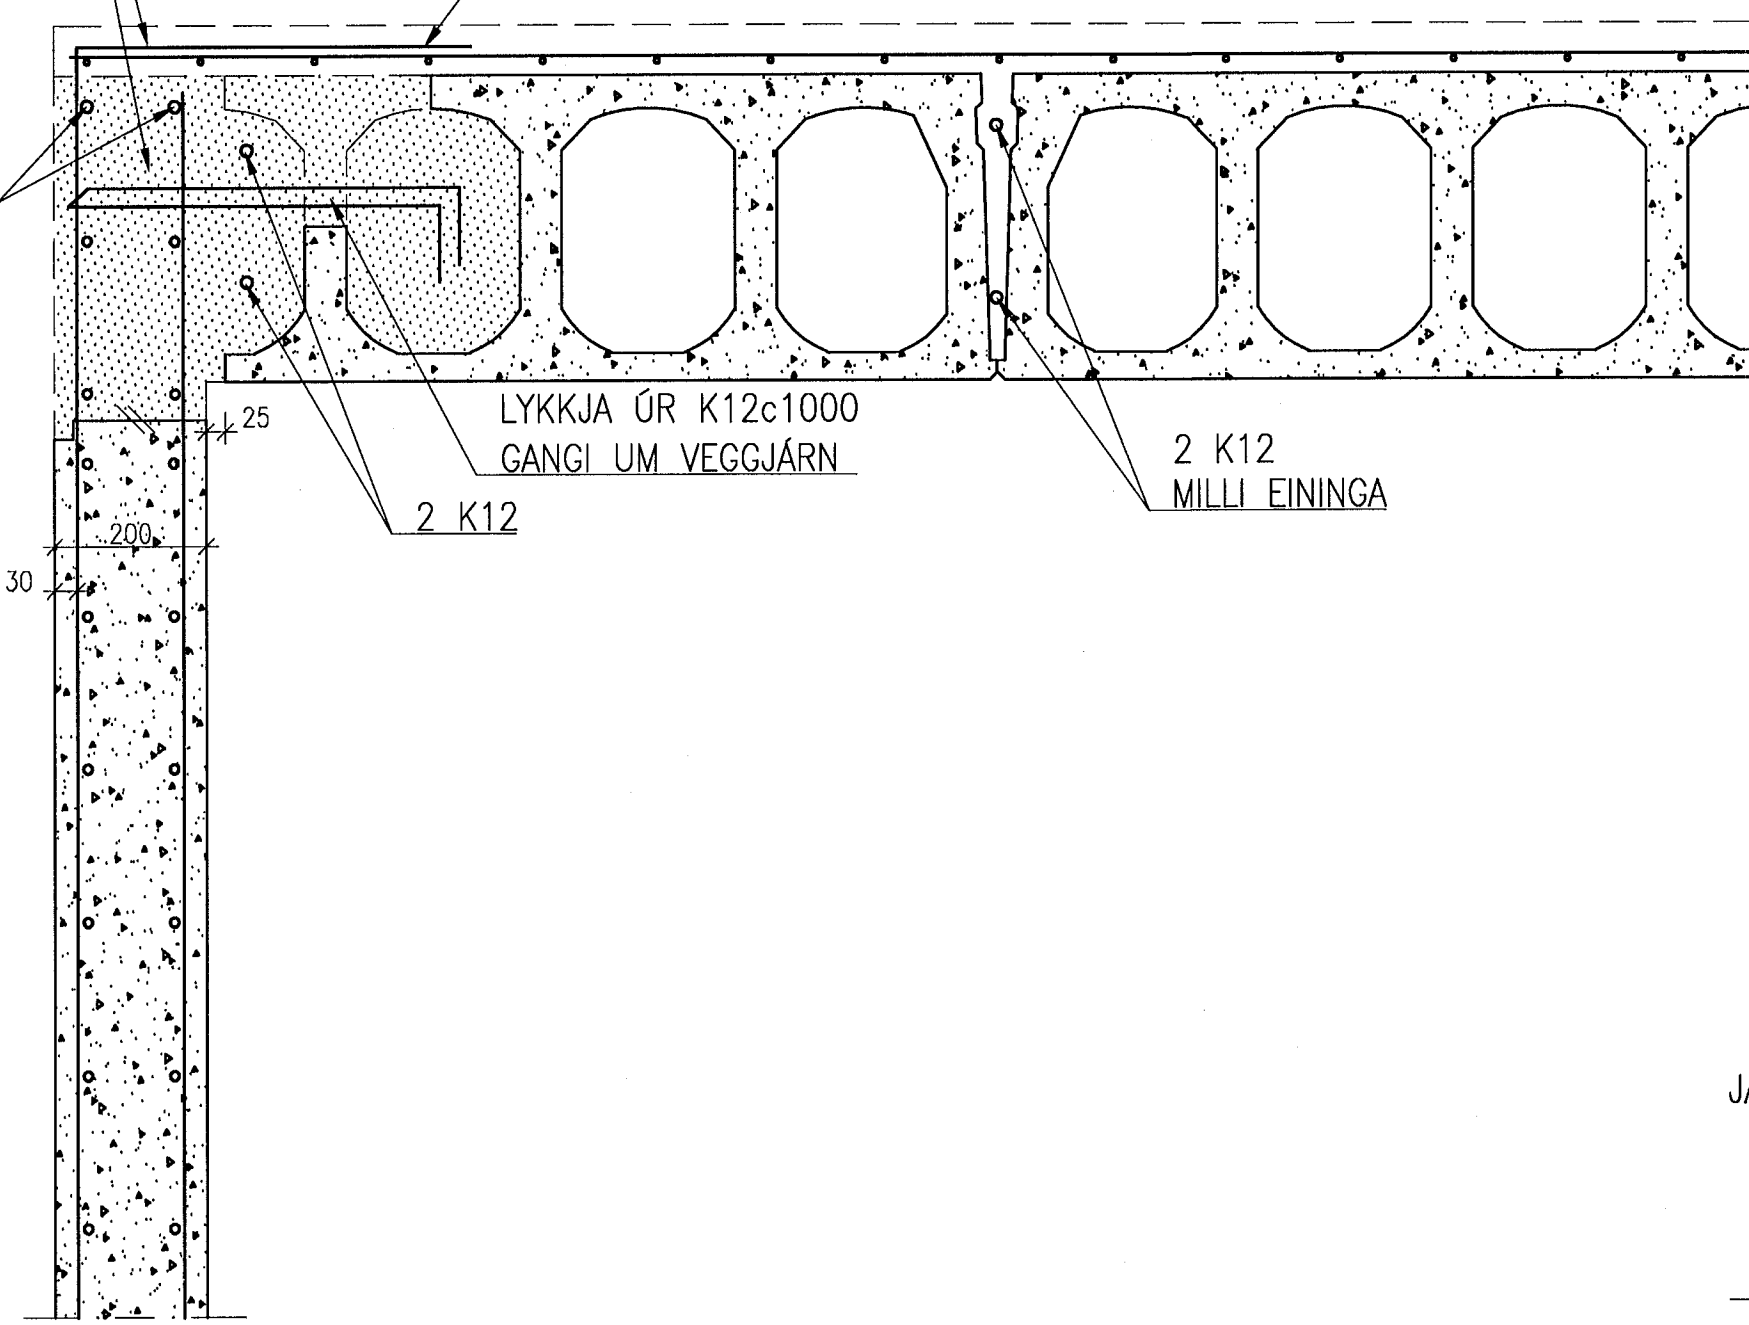 LYKKJA ÚR K12c1000
GANGI UM VEGGJÁRN
25
2 K12
MILLI EININGA
2 K12
200
30